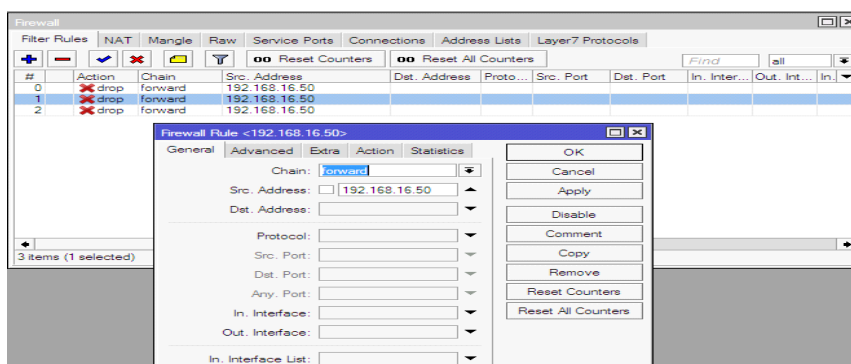 Firewall
Filter Rules NAT Mangle Raw Service Ports Connections Address Lists Layer7 Protocols
00 Reset Counters 00 Reset All Counters Find all
# Action Chain Src. Address Dst. Address Proto... Src. Port Dst. Port In. Inter... Out. Int... In.
0 drop forward 192.168.16.50
1 drop forward 192.168.16.50
2 drop forward 192.168.16.50
3 items (1 selected)
Firewall Rule <192.168.16.50>
General Advanced Extra Action Statistics
Chain: forward
Src. Address: 192.168.16.50
Dst. Address:
Protocol:
Src. Port:
Dst. Port:
Any. Port:
In. Interface:
Out. Interface:
In. Interface List:
OK
Cancel
Apply
Disable
Comment
Copy
Remove
Reset Counters
Reset All Counters